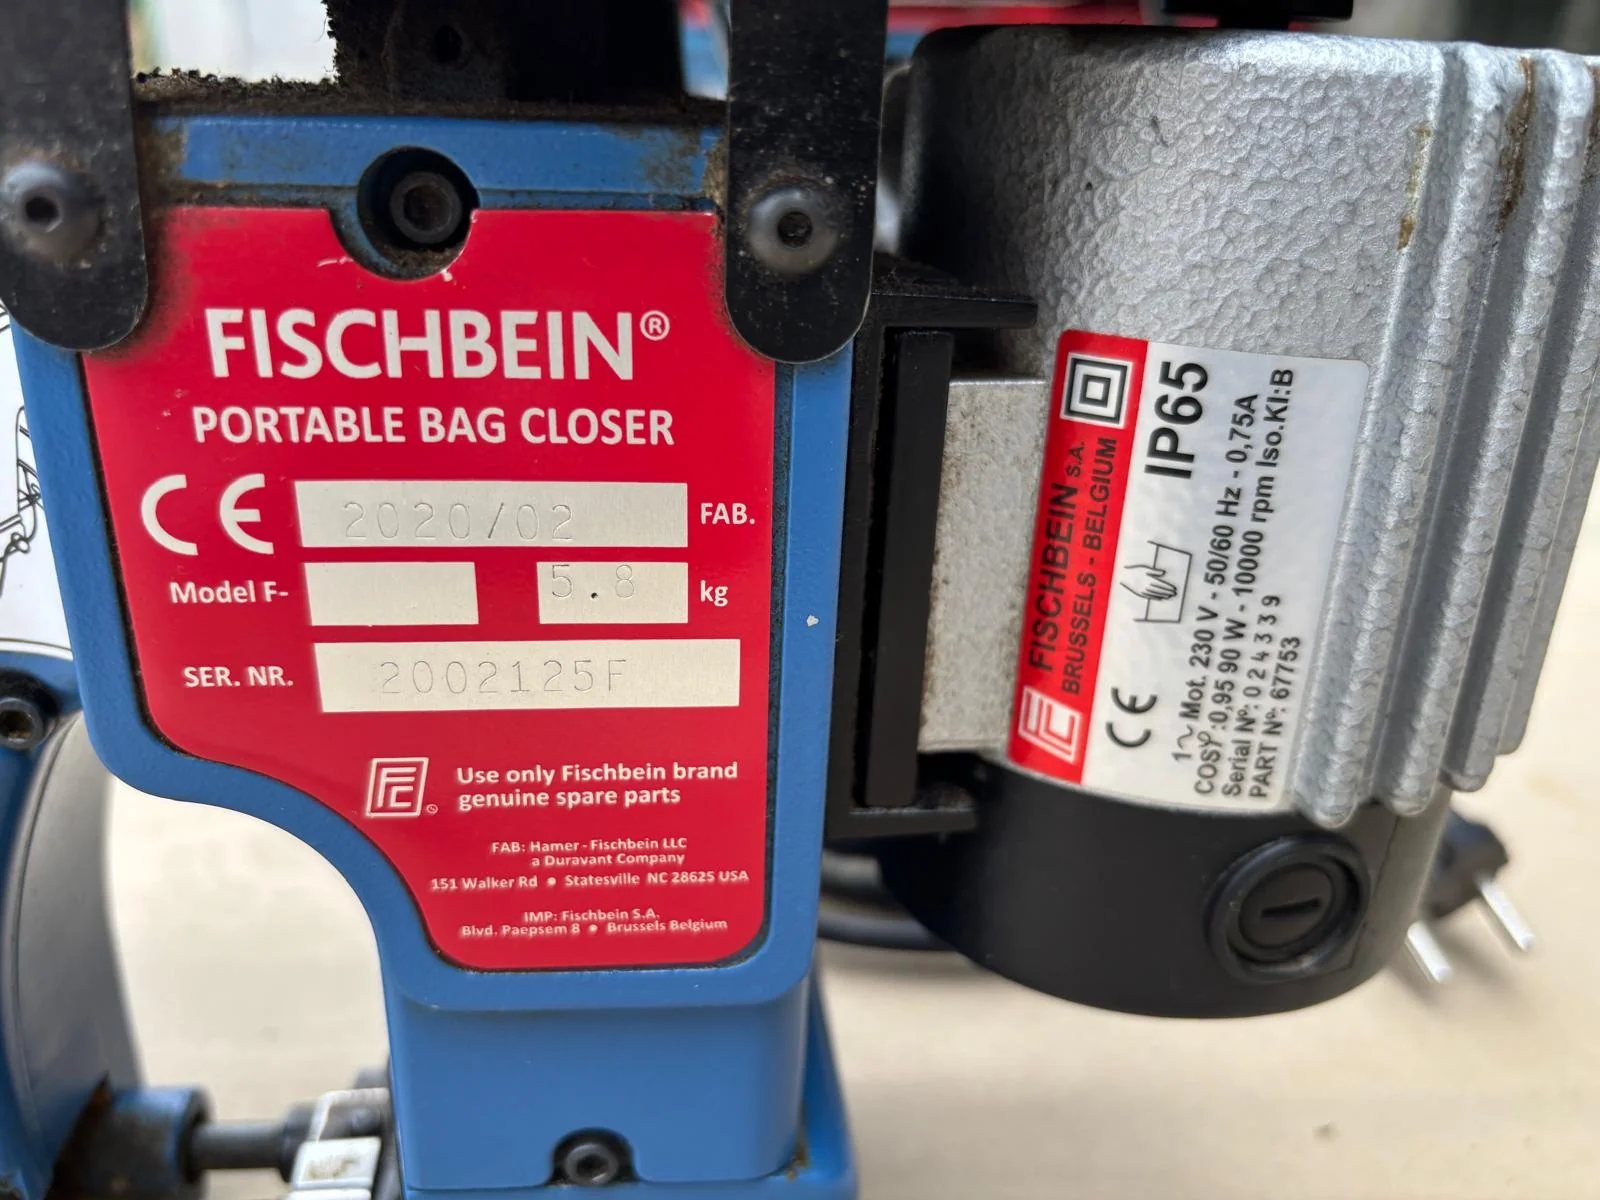 FISCHBEIN®
PORTABLE BAG CLOSER
CE 2020/02 FAB.
Model F- 5.8 kg
SER. NR. 2002125F
Use only Fischbein brand
genuine spare parts
FAB: Hamer - Fischbein LLC
a Duravant Company
151 Walker Rd • Statesville NC 28625 USA
IMP: Fischbein S.A.
Blvd. Paepsem 8 • Brussels Belgium
FISCHBEIN S.A.
BRUSSELS - BELGIUM
IP65
CE
1~ Mot. 230 V - 50/60 Hz - 0,75A
COSφ:0,95 90 W - 10000 rpm Iso.Kl:B
Serial Nº: 0 2 4 3 3 9
PART Nº: 67753